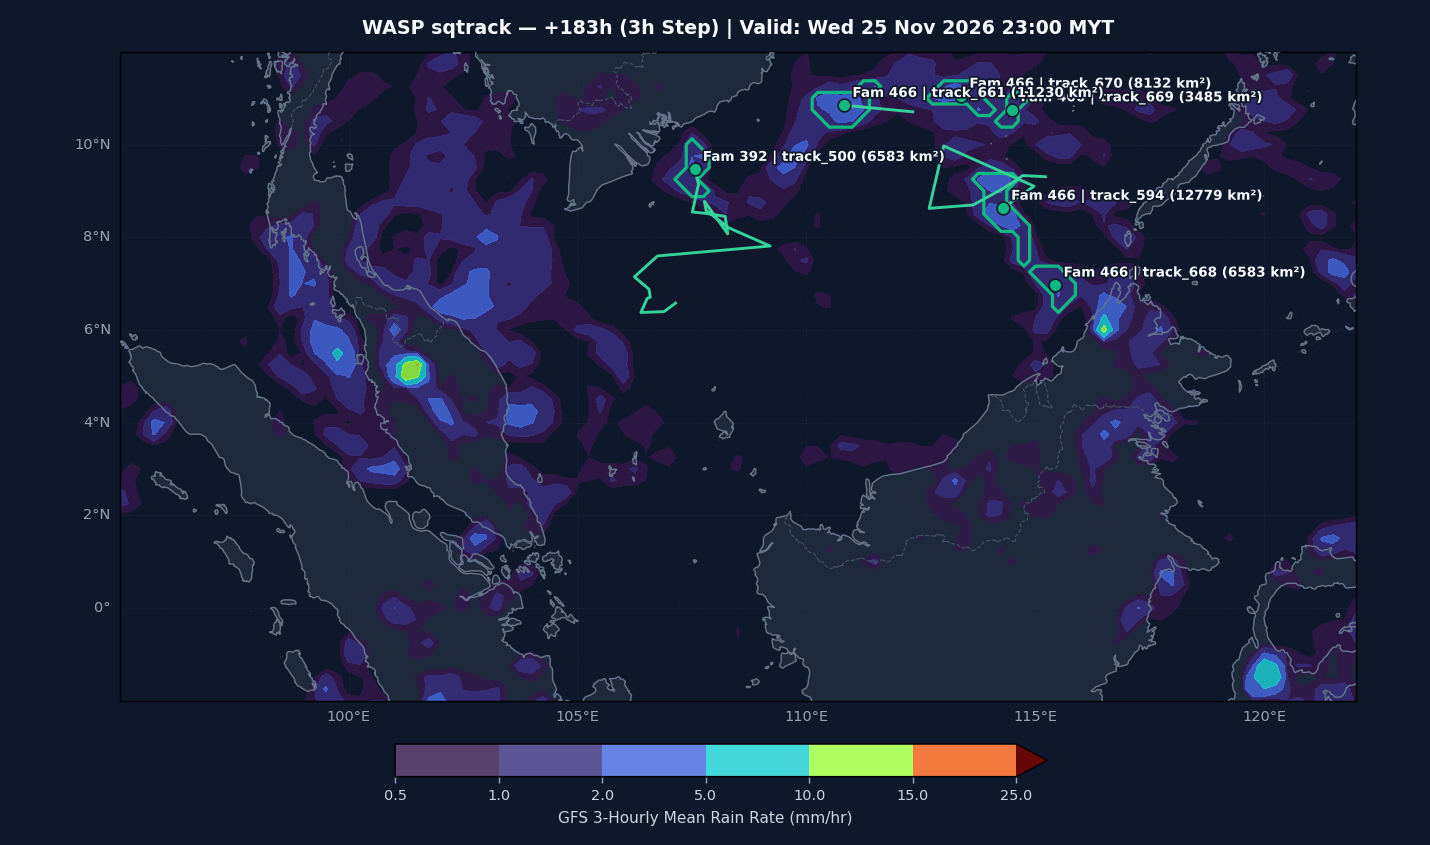 WASP sqtrack — +183h (3h Step) | Valid: Wed 25 Nov 2026 23:00 MYT
Fam 466 | track_670 (8132 km²)
Fam 466 | track_661 (11230 km²)
Fam 466 | track_669 (3485 km²)
Fam 392 | track_500 (6583 km²)
Fam 466 | track_594 (12779 km²)
Fam 466 | track_668 (6583 km²)
10°N
8°N
6°N
4°N
2°N
0°
100°E
105°E
110°E
115°E
120°E
0.5
1.0
2.0
5.0
10.0
15.0
25.0
GFS 3-Hourly Mean Rain Rate (mm/hr)